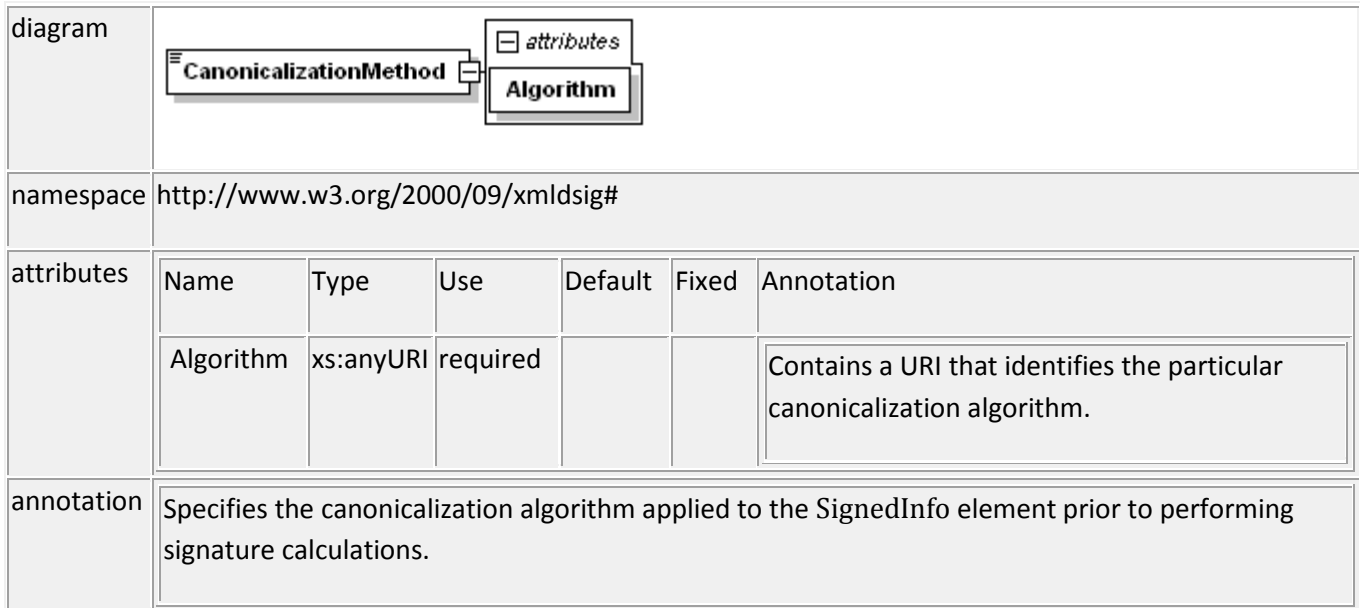 diagram
attributes
CanonicalizationMethod
Algorithm
namespace http://www.w3.org/2000/09/xmldsig#
attributes Name Type Use Default Fixed Annotation
Algorithm xs:anyURI required Contains a URI that identifies the particular
canonicalization algorithm.
annotation Specifies the canonicalization algorithm applied to the SignedInfo element prior to performing
signature calculations.